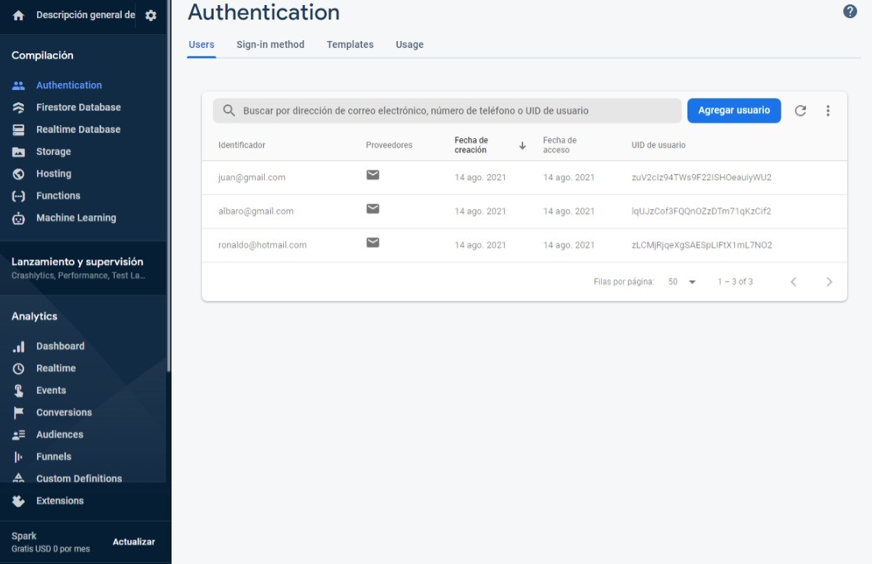 Descripción general de
Authentication
Users Sign-in method Templates Usage
Compilación
Authentication
Firestore Database
Realtime Database
Storage
Hosting
Functions
Machine Learning
Lanzamiento y supervisión
Crashlytics, Performance, Test La...
Analytics
Dashboard
Realtime
Events
Conversions
Audiences
Funnels
Custom Definitions
Extensions
Spark
Gratis USD 0 por mes
Actualizar
Buscar por dirección de correo electrónico, número de teléfono o UID de usuario
Agregar usuario
Identificador Proveedores Fecha de creación Fecha de acceso UID de usuario
juan@gmail.com 14 ago. 2021 14 ago. 2021
albaro@gmail.com 14 ago. 2021 14 ago. 2021
ronaldo@hotmail.com 14 ago. 2021 14 ago. 2021
Filas por página: 50 1 – 3 of 3